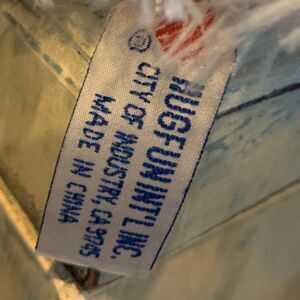 HUGFUN INT'L INC.
CITY OF INDUSTRY, CA 91745
MADE IN CHINA